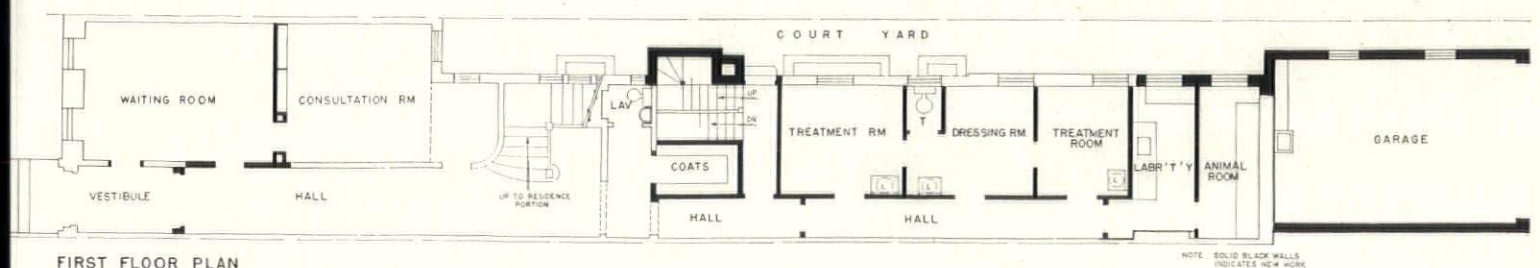 COURT YARD
WAITING ROOM
CONSULTATION RM
LAV
UP
DN
T
TREATMENT RM
DRESSING RM.
TREATMENT
ROOM
COATS
LABR'T'Y
ANIMAL
ROOM
GARAGE
L
L
L
VESTIBULE
HALL
UP TO RESIDENCE
PORTION
HALL
HALL
NOTE: SOLID BLACK WALLS
INDICATES NEW WORK
FIRST FLOOR PLAN